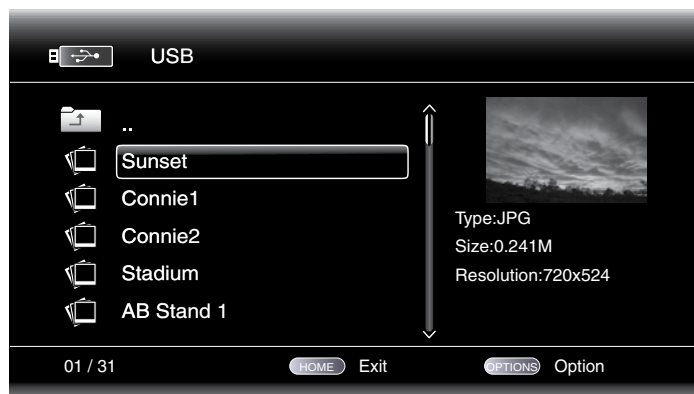 USB
..
Sunset
Connie1
Connie2
Stadium
AB Stand 1
Type:JPG
Size:0.241M
Resolution:720x524
01 / 31
HOME Exit
OPTIONS Option